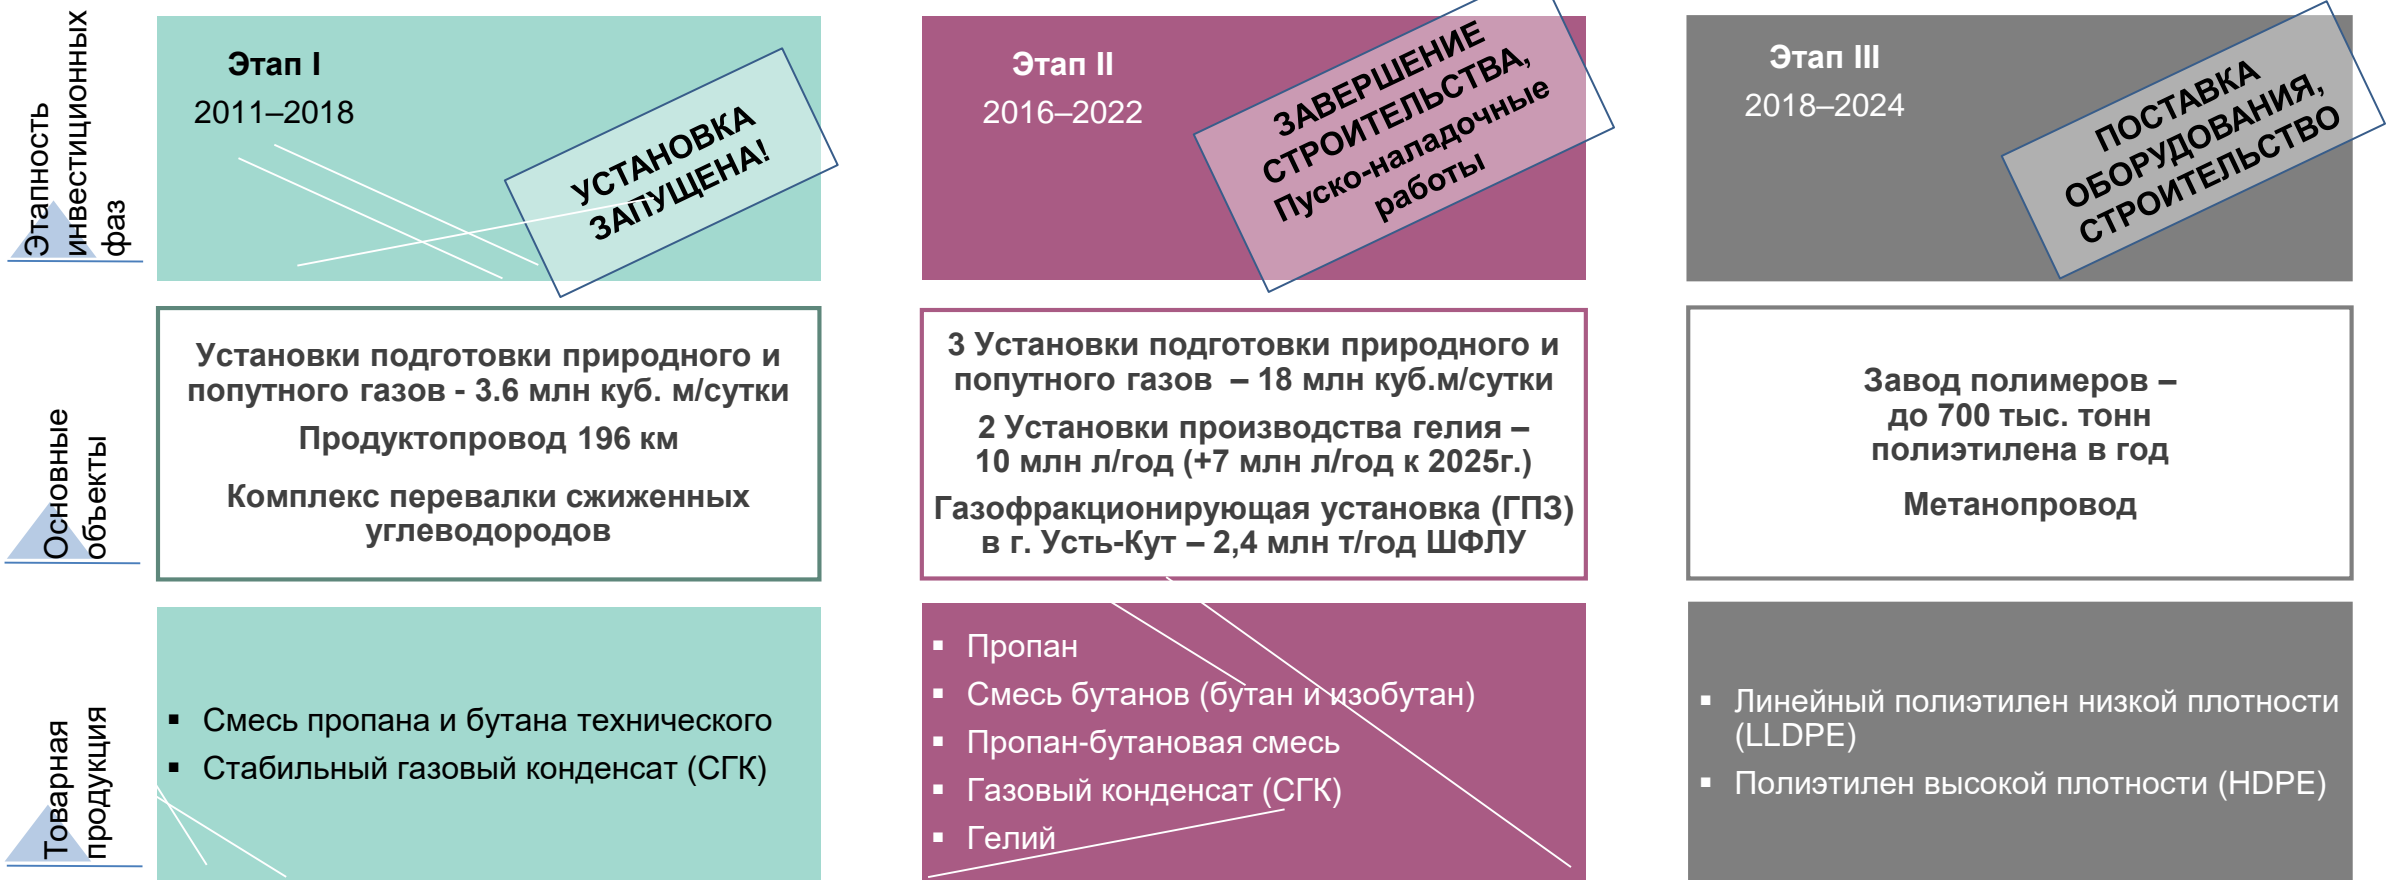 Этапность
инвестиционных
фаз
Этап I
2011–2018
УСТАНОВКА
ЗАПУЩЕНА!
Этап II
2016–2022
ЗАВЕРШЕНИЕ
СТРОИТЕЛЬСТВА,
Пуско-наладочные
работы
Этап III
2018–2024
ПОСТАВКА
ОБОРУДОВАНИЯ,
СТРОИТЕЛЬСТВО
Основные
объекты
Установки подготовки природного и
попутного газов - 3.6 млн куб. м/сутки
Продуктопровод 196 км
Комплекс перевалки сжиженных
углеводородов
3 Установки подготовки природного и
попутного газов – 18 млн куб.м/сутки
2 Установки производства гелия –
10 млн л/год (+7 млн л/год к 2025г.)
Газофракционирующая установка (ГПЗ)
в г. Усть-Кут – 2,4 млн т/год ШФЛУ
Завод полимеров –
до 700 тыс. тонн
полиэтилена в год
Метанопровод
Товарная
продукция
▪ Смесь пропана и бутана технического
▪ Стабильный газовый конденсат (СГК)
▪ Пропан
▪ Смесь бутанов (бутан и изобутан)
▪ Пропан-бутановая смесь
▪ Газовый конденсат (СГК)
▪ Гелий
▪ Линейный полиэтилен низкой плотности
(LLDPE)
▪ Полиэтилен высокой плотности (HDPE)